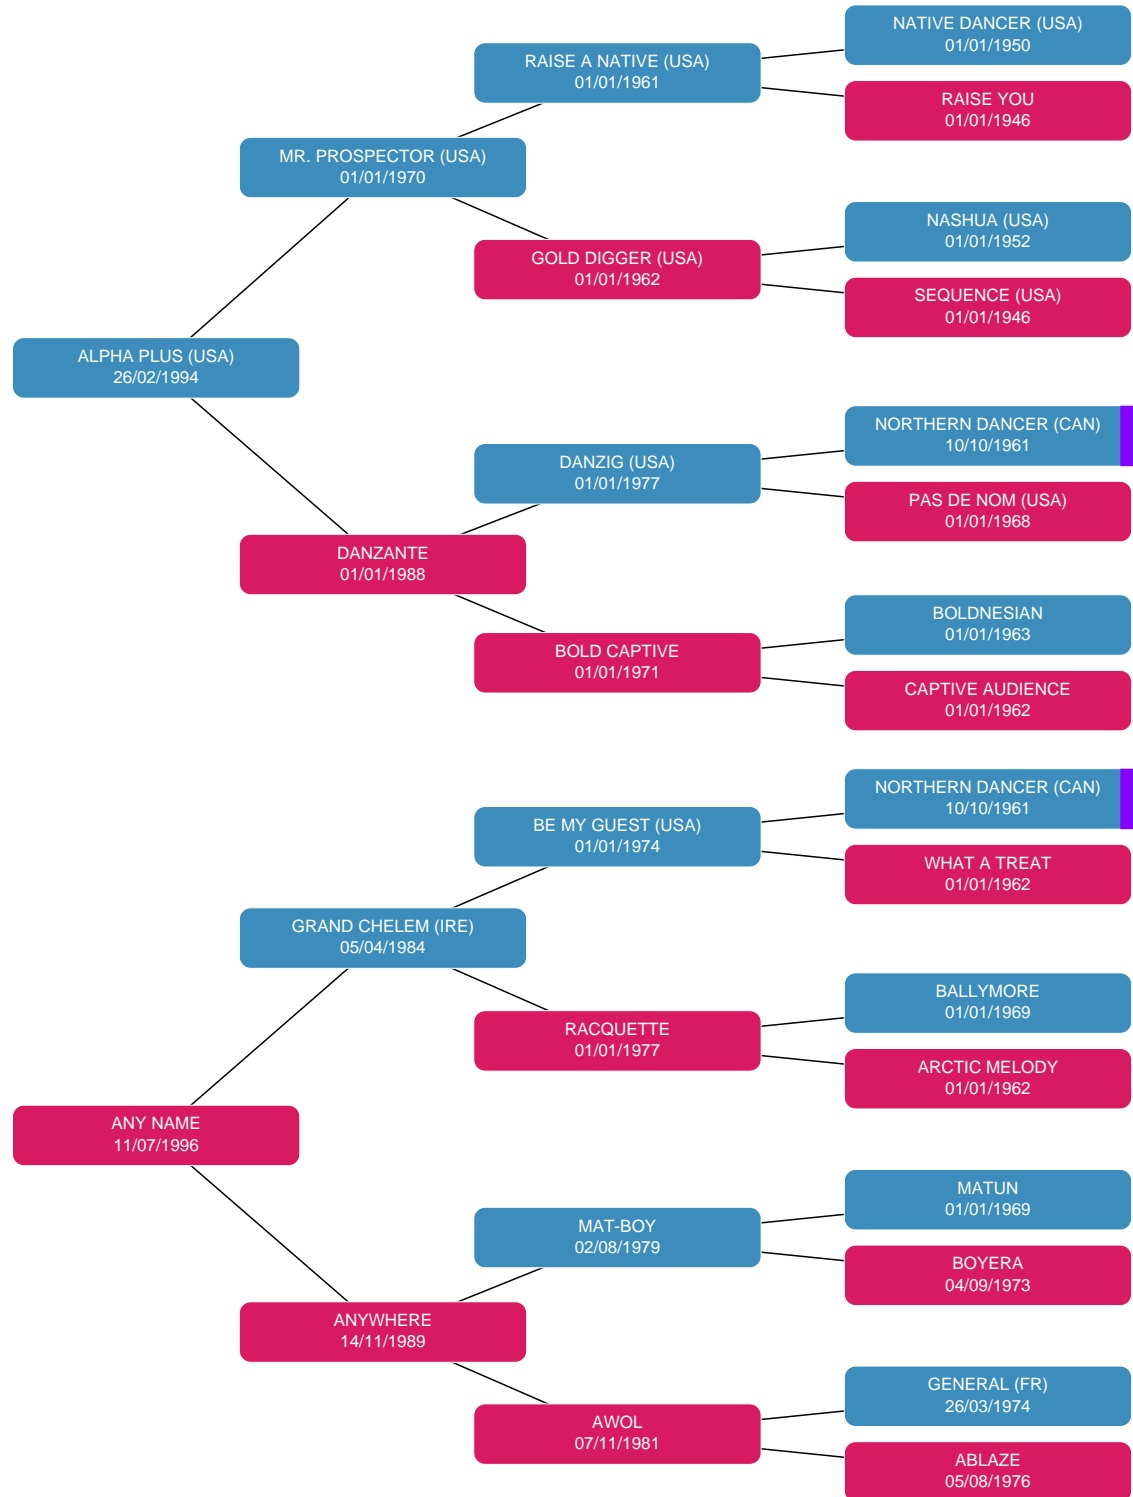 NATIVE DANCER (USA)
01/01/1950
RAISE A NATIVE (USA)
01/01/1961
RAISE YOU
01/01/1946
MR. PROSPECTOR (USA)
01/01/1970
NASHUA (USA)
01/01/1952
GOLD DIGGER (USA)
01/01/1962
SEQUENCE (USA)
01/01/1946
ALPHA PLUS (USA)
26/02/1994
NORTHERN DANCER (CAN)
10/10/1961
DANZIG (USA)
01/01/1977
PAS DE NOM (USA)
01/01/1968
DANZANTE
01/01/1988
BOLDNESIAN
01/01/1963
BOLD CAPTIVE
01/01/1971
CAPTIVE AUDIENCE
01/01/1962
NORTHERN DANCER (CAN)
10/10/1961
BE MY GUEST (USA)
01/01/1974
WHAT A TREAT
01/01/1962
GRAND CHELEM (IRE)
05/04/1984
BALLYMORE
01/01/1969
RACQUETTE
01/01/1977
ARCTIC MELODY
01/01/1962
ANY NAME
11/07/1996
MATUN
01/01/1969
MAT-BOY
02/08/1979
BOYERA
04/09/1973
ANYWHERE
14/11/1989
GENERAL (FR)
26/03/1974
AWOL
07/11/1981
ABLAZE
05/08/1976